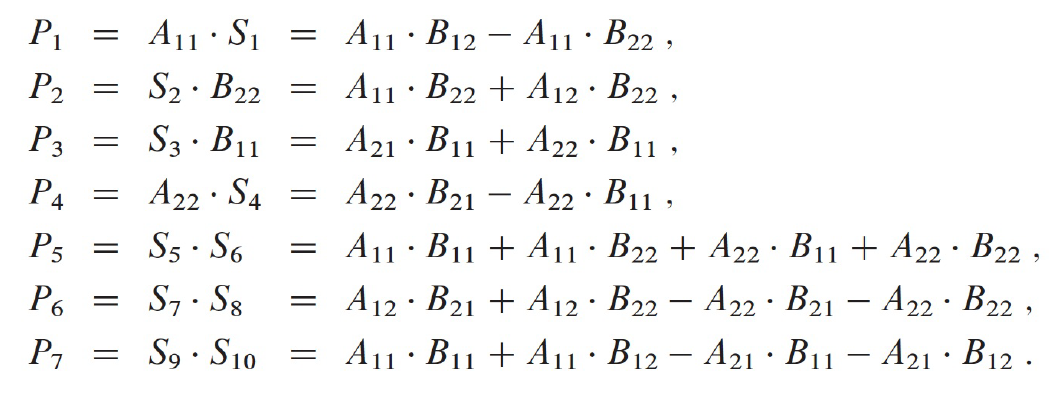 P₁ = A₁₁ · S₁ = A₁₁ · B₁₂ − A₁₁ · B₂₂ ,
P₂ = S₂ · B₂₂ = A₁₁ · B₂₂ + A₁₂ · B₂₂ ,
P₃ = S₃ · B₁₁ = A₂₁ · B₁₁ + A₂₂ · B₁₁ ,
P₄ = A₂₂ · S₄ = A₂₂ · B₂₁ − A₂₂ · B₁₁ ,
P₅ = S₅ · S₆ = A₁₁ · B₁₁ + A₁₁ · B₂₂ + A₂₂ · B₁₁ + A₂₂ · B₂₂ ,
P₆ = S₇ · S₈ = A₁₂ · B₂₁ + A₁₂ · B₂₂ − A₂₂ · B₂₁ − A₂₂ · B₂₂ ,
P₇ = S₉ · S₁₀ = A₁₁ · B₁₁ + A₁₁ · B₁₂ − A₂₁ · B₁₁ − A₂₁ · B₁₂ .